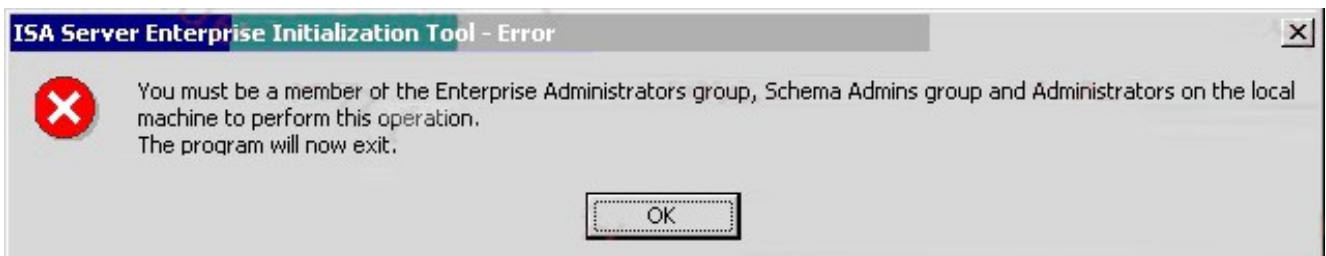 ISA Server Enterprise Initialization Tool - Error
You must be a member of the Enterprise Administrators group, Schema Admins group and Administrators on the local
machine to perform this operation.
The program will now exit.
OK